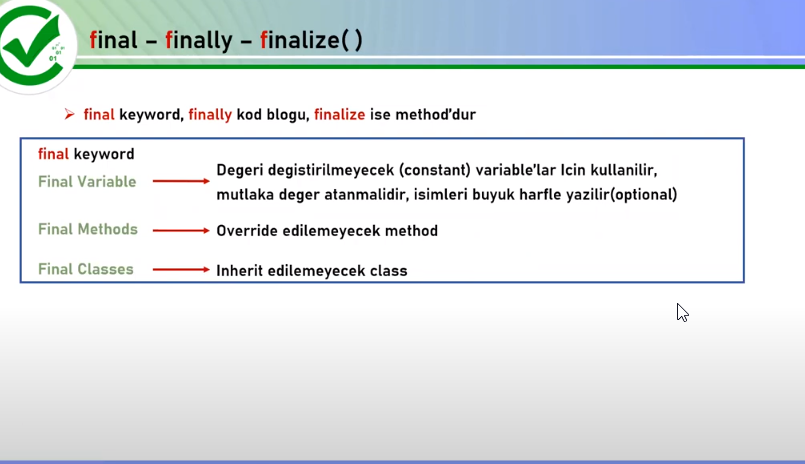 final – finally – finalize( )
01
➢ final keyword, finally kod blogu, finalize ise method'dur
final keyword
Final Variable
Degeri degistirilmeyecek (constant) variable'lar Icin kullanilir,
mutlaka deger atanmalidir, isimleri buyuk harfle yazilir(optional)
Final Methods
Override edilemeyecek method
Final Classes
Inherit edilemeyecek class